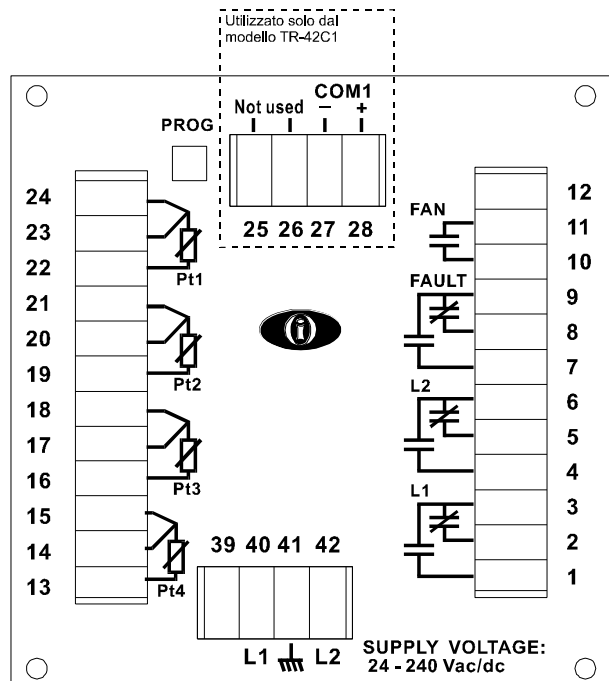 Utilizzato solo dal
modello TR-42C1
COM1
Not used - +
PROG
25 26 27 28
24
23
22
Pt1
21
20
19
Pt2
18
17
16
Pt3
15
14
13
Pt4
12
FAN
11
10
FAULT
9
8
7
L2
6
5
4
L1
3
2
1
39 40 41 42
L1 L2
SUPPLY VOLTAGE:
24 - 240 Vac/dc
i